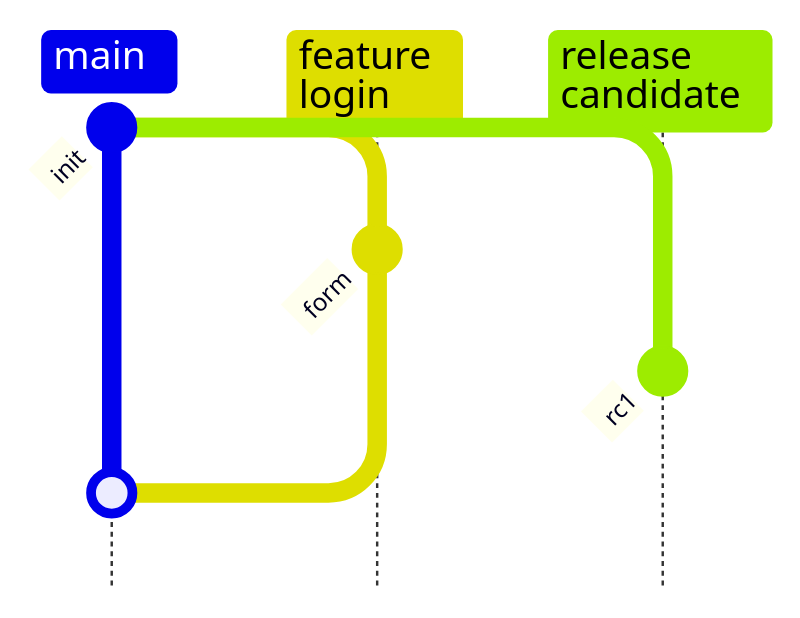 main
feature
login
release
candidate
init
form
rc1